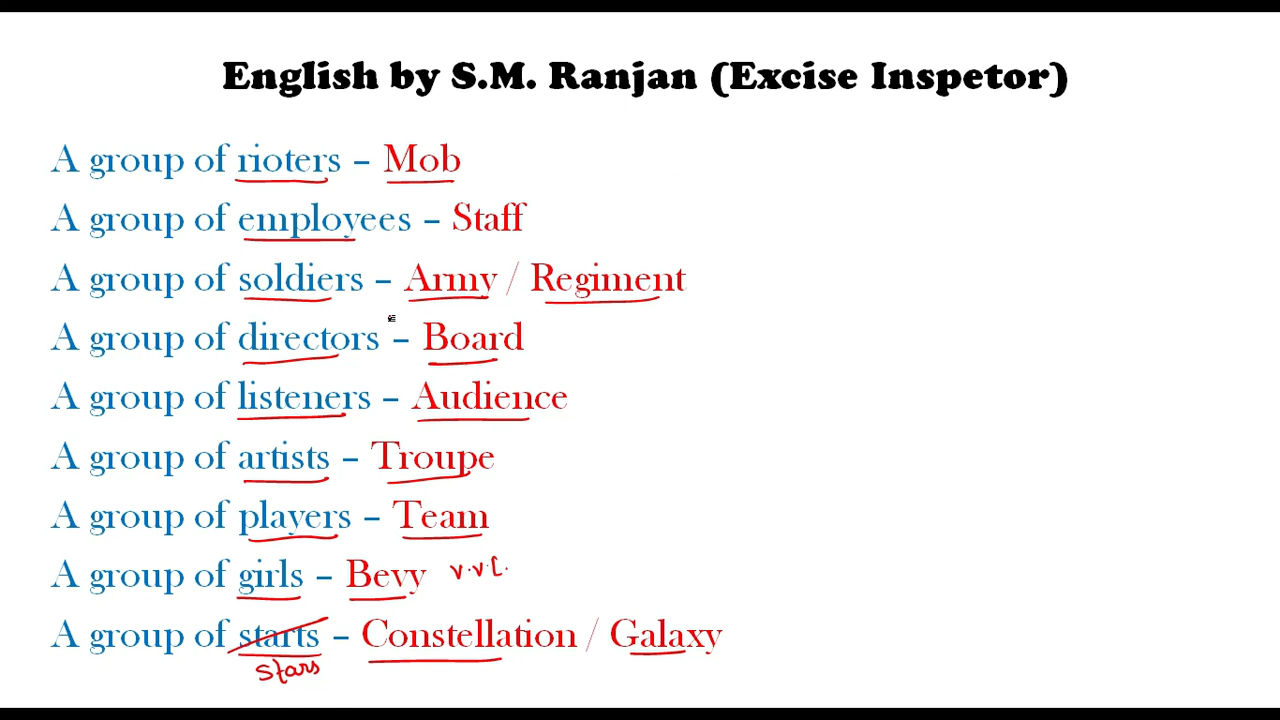 English by S.M. Ranjan (Excise Inspetor)
A group of rioters – Mob
A group of employees – Staff
A group of soldiers – Army / Regiment
A group of directors – Board
A group of listeners – Audience
A group of artists – Troupe
A group of players – Team
A group of girls – Bevy v.v.I.
A group of starts – Constellation / Galaxy
stars